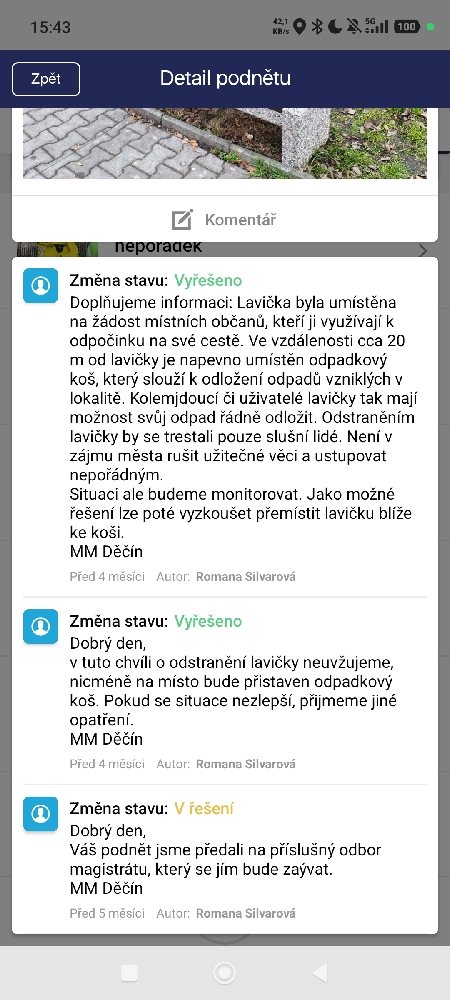 15:43
42,1
KB/s
5G
100
Zpět
Detail podnětu
Komentář
nepořádek
Změna stavu: Vyřešeno
Doplňujeme informaci: Lavička byla umístěna
na žádost místních občanů, kteří ji využívají k
odpočinku na své cestě. Ve vzdálenosti cca 20
m od lavičky je napevno umístěn odpadkový
koš, který slouží k odložení odpadů vzniklých v
lokalitě. Kolemjdoucí či uživatelé lavičky tak mají
možnost svůj odpad řádně odložit. Odstraněním
lavičky by se trestali pouze slušní lidé. Není v
zájmu města rušit užitečné věci a ustupovat
nepořádným.
Situaci ale budeme monitorovat. Jako možné
řešení lze poté vyzkoušet přemístit lavičku blíže
ke koši.
MM Děčín
Před 4 měsíci Autor: Romana Silvarová
Změna stavu: Vyřešeno
Dobrý den,
v tuto chvíli o odstranění lavičky neuvžujeme,
nicméně na místo bude přistaven odpadkový
koš. Pokud se situace nezlepší, přijmeme jiné
opatření.
MM Děčín
Před 4 měsíci Autor: Romana Silvarová
Změna stavu: V řešení
Dobrý den,
Váš podnět jsme předali na příslušný odbor
magistrátu, který se jím bude zaývat.
MM Děčín
Před 5 měsíci Autor: Romana Silvarová